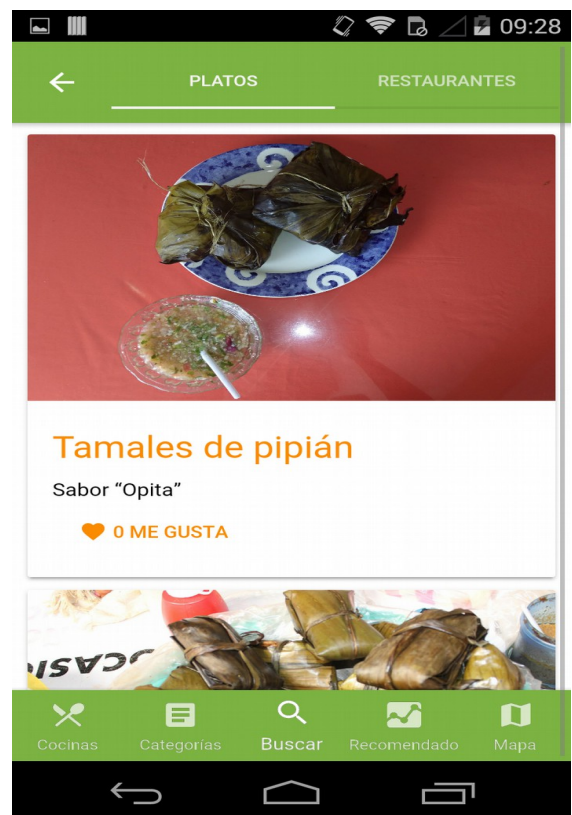 09:28
PLATOS
RESTAURANTES
Tamales de pipián
Sabor “Opita”
0 ME GUSTA
Cocinas
Categorías
Buscar
Recomendado
Mapa